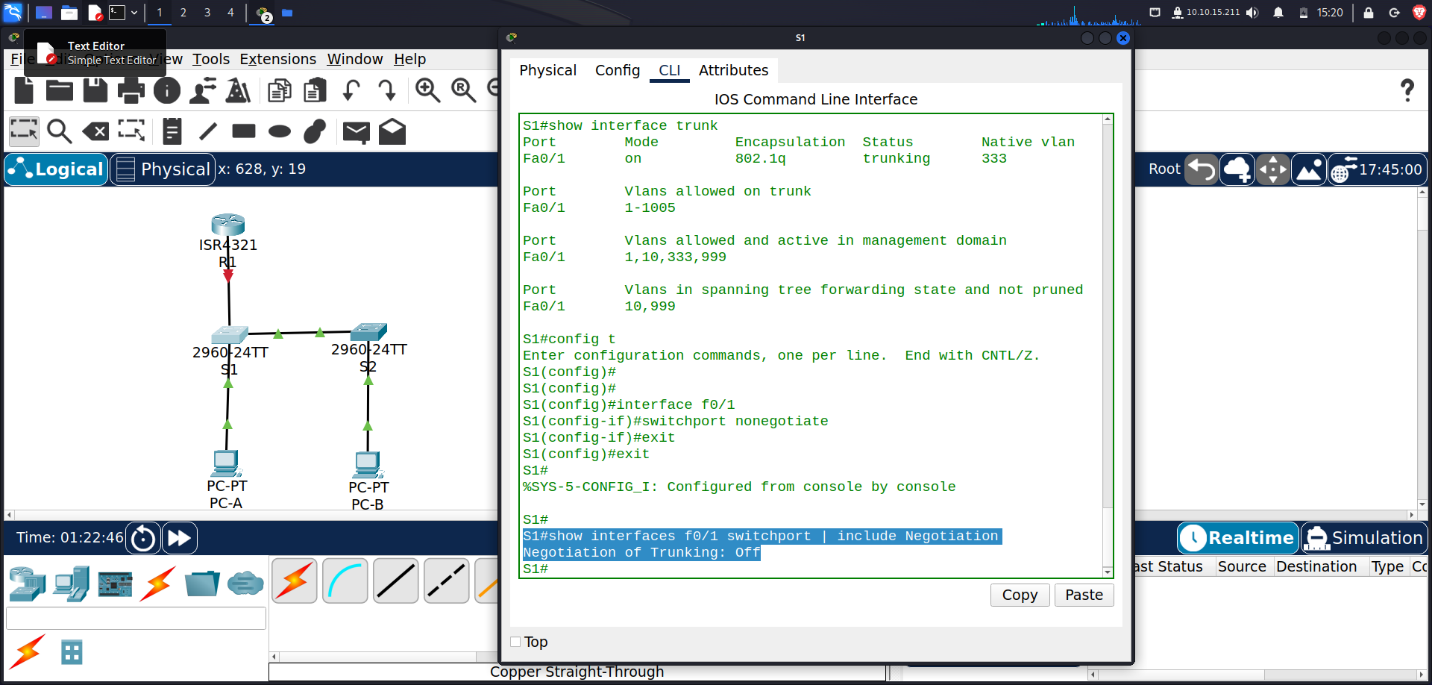 1 2 3 4 2
10.10.15.211 15:20
Text Editor
Simple Text Editor
Tools Extensions Window Help
Logical Physical x: 628, y: 19
Root 17:45:00
ISR4321
R1
2960-24TT
S1
2960-24TT
S2
PC-PT
PC-A
PC-PT
PC-B
Time: 01:22:46
Copper Straight-Through
S1
Physical Config CLI Attributes
IOS Command Line Interface
S1#show interface trunk
Port Mode Encapsulation Status Native vlan
Fa0/1 on 802.1q trunking 333
Port Vlans allowed on trunk
Fa0/1 1-1005
Port Vlans allowed and active in management domain
Fa0/1 1,10,333,999
Port Vlans in spanning tree forwarding state and not pruned
Fa0/1 10,999
S1#config t
Enter configuration commands, one per line. End with CNTL/Z.
S1(config)#
S1(config)#
S1(config)#interface f0/1
S1(config-if)#switchport nonegotiate
S1(config-if)#exit
S1(config)#exit
S1#
%SYS-5-CONFIG_I: Configured from console by console
S1#
S1#show interfaces f0/1 switchport | include Negotiation
Negotiation of Trunking: Off
S1#
Copy Paste
Top
Realtime Simulation
Status Source Destination Type